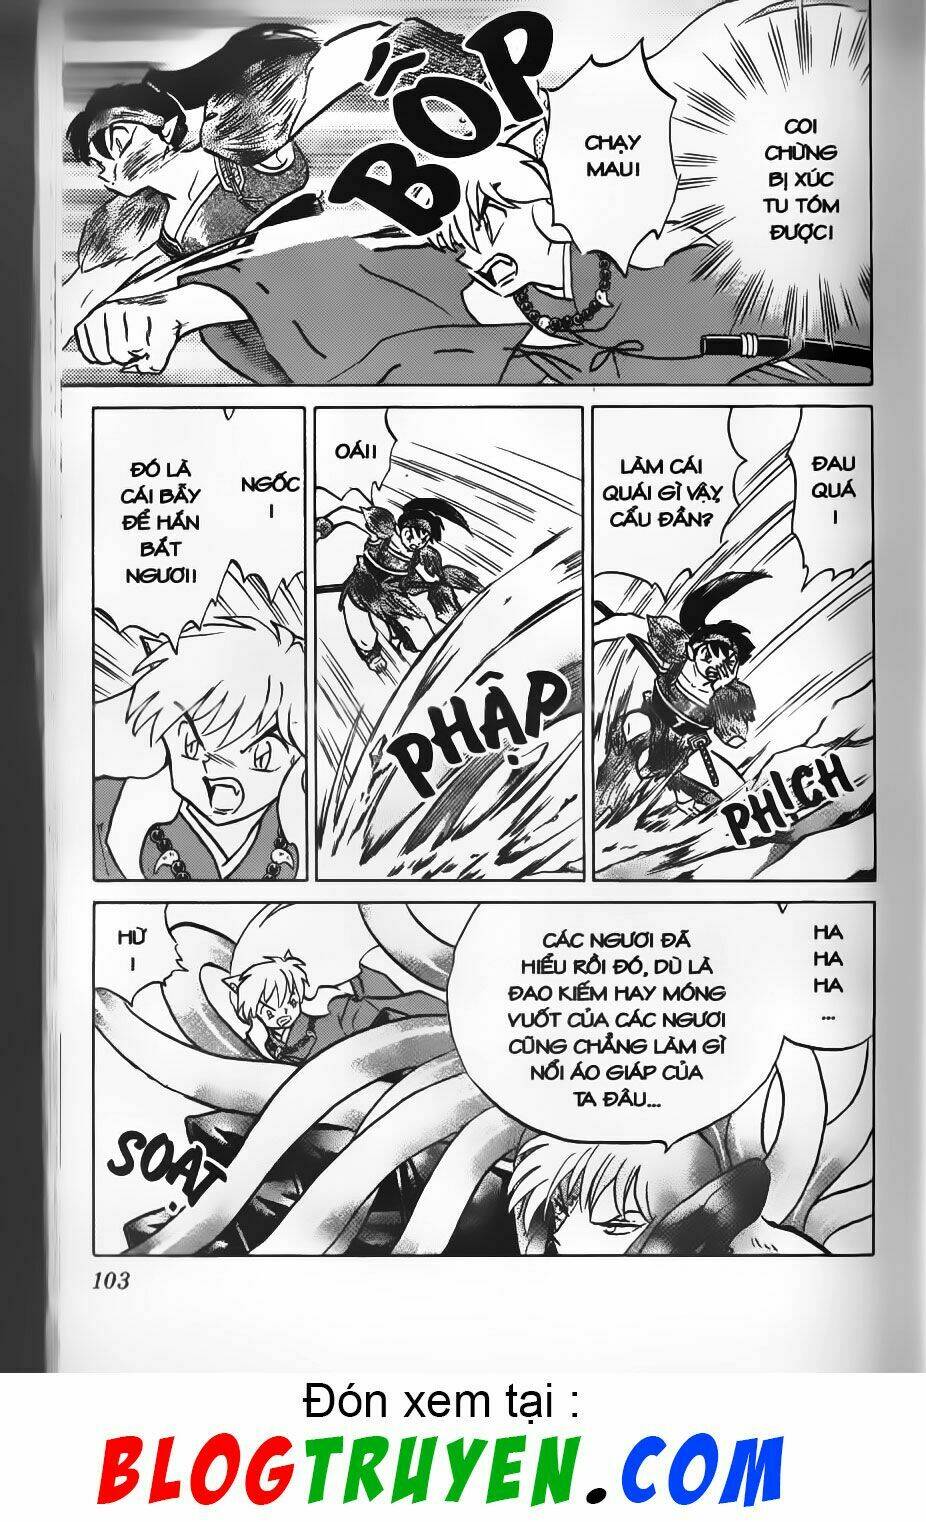 COI
CHỪNG
BỊ XÚC
TU TÓM
ĐƯỢC!
CHẠY
MAU!
BỐP
ĐAU
QUÁ
!
LÀM CÁI
QUÁI GÌ VẬY,
CẨU ĐẦN?
PHỊCH
OÁI!
PHẬP
NGỐC
!
ĐÓ LÀ
CÁI BẪY
ĐỂ HẮN
BẮT
NGƯƠI!
HA
HA
HA
...
CÁC NGƯƠI ĐÃ
HIỂU RỒI ĐÓ, DÙ LÀ
ĐAO KIẾM HAY MÓNG
VUỐT CỦA CÁC NGƯƠI
CŨNG CHẲNG LÀM GÌ
NỔI ÁO GIÁP CỦA
TA ĐÂU...
HỪ
!
SOẠT
103
Đón xem tại :
BLOGTRUYEN.COM